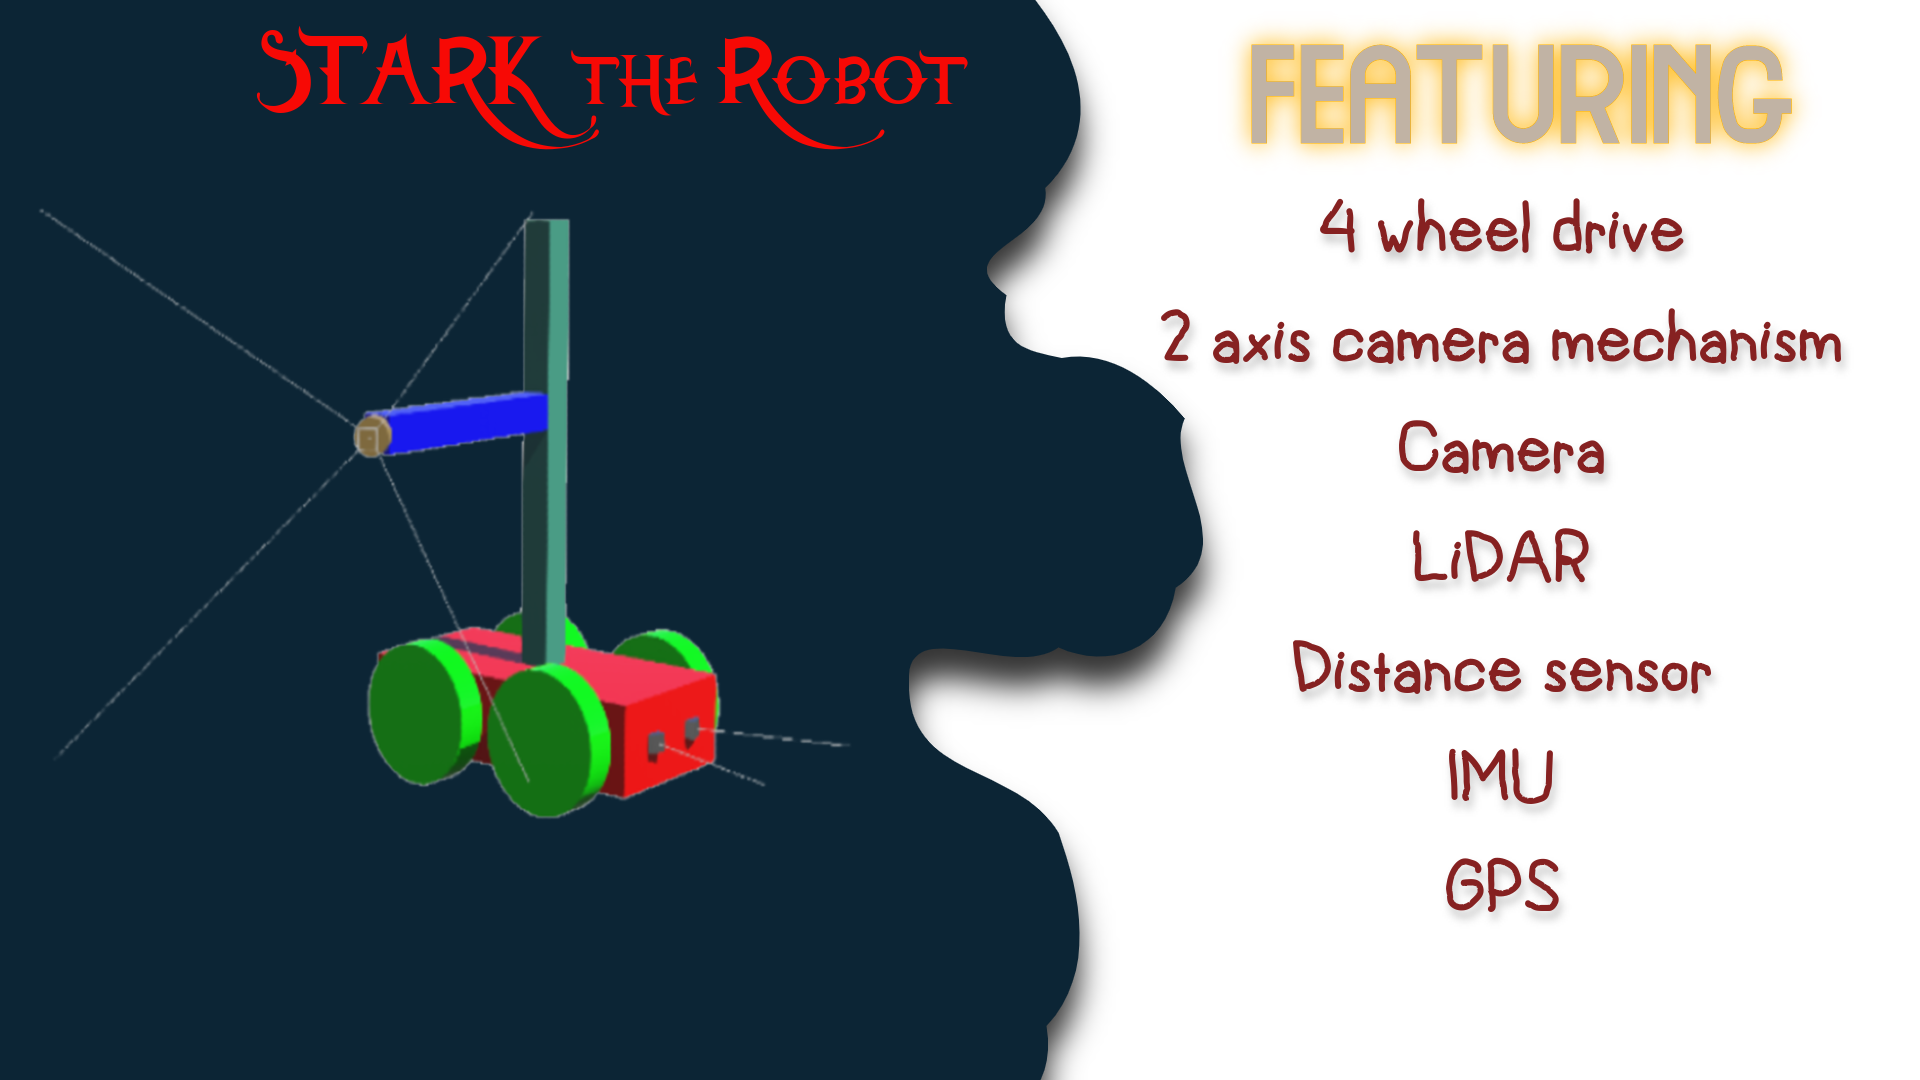 STARK THE ROBOT
FEATURING
4 wheel drive
2 axis camera mechanism
Camera
LiDAR
Distance sensor
IMU
GPS